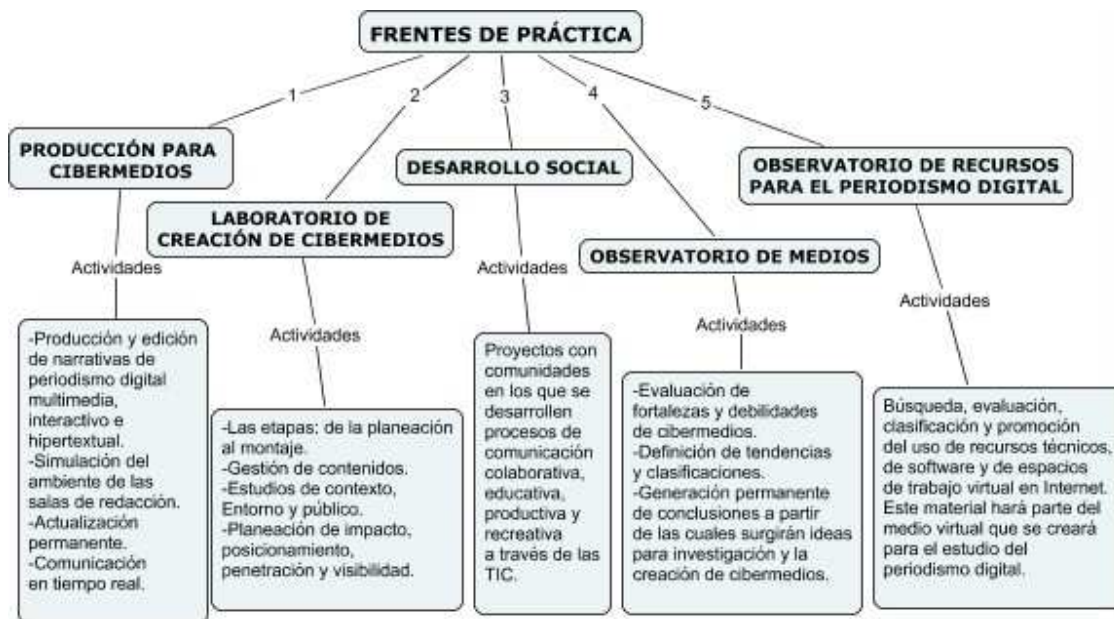 FRENTES DE PRÁCTICA
1
2
3
4
5
PRODUCCIÓN PARA
CIBERMEDIOS
Actividades
-Producción y edición
de narrativas de
periodismo digital
multimedia,
interactivo e
hipertextual.
-Simulación del
ambiente de las
salas de redacción.
-Actualización
permanente.
-Comunicación
en tiempo real.
LABORATORIO DE
CREACIÓN DE CIBERMEDIOS
Actividades
-Las etapas: de la planeación
al montaje.
-Gestión de contenidos.
-Estudios de contexto,
Entorno y público.
-Planeación de impacto,
posicionamiento,
penetración y visibilidad.
DESARROLLO SOCIAL
Actividades
Proyectos con
comunidades
en los que se
desarrollen
procesos de
comunicación
colaborativa,
educativa,
productiva y
recreativa
a través de las
TIC.
OBSERVATORIO DE MEDIOS
Actividades
-Evaluación de
fortalezas y debilidades
de cibermedios.
-Definición de tendencias
y clasificaciones.
-Generación permanente
de conclusiones a partir
de las cuales surgirán ideas
para investigación y la
creación de cibermedios.
OBSERVATORIO DE RECURSOS
PARA EL PERIODISMO DIGITAL
Actividades
Búsqueda, evaluación,
clasificación y promoción
del uso de recursos técnicos,
de software y de espacios
de trabajo virtual en Internet.
Este material hará parte del
medio virtual que se creará
para el estudio del
periodismo digital.